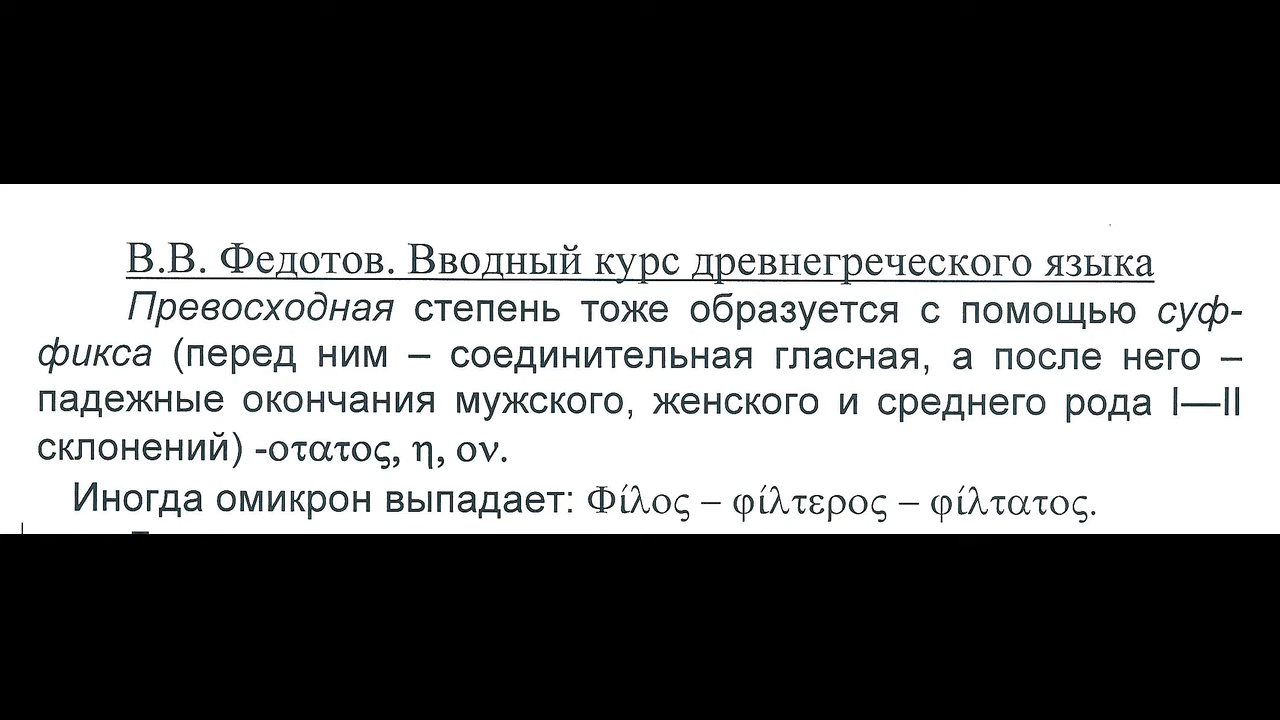 В.В. Федотов. Вводный курс древнегреческого языка
Превосходная степень тоже образуется с помощью суф-
фикса (перед ним – соединительная гласная, а после него –
падежные окончания мужского, женского и среднего рода I—II
склонений) -οτατος, η, ον.
Иногда омикрон выпадает: Φίλος – φίλτερος – φίλτατος.